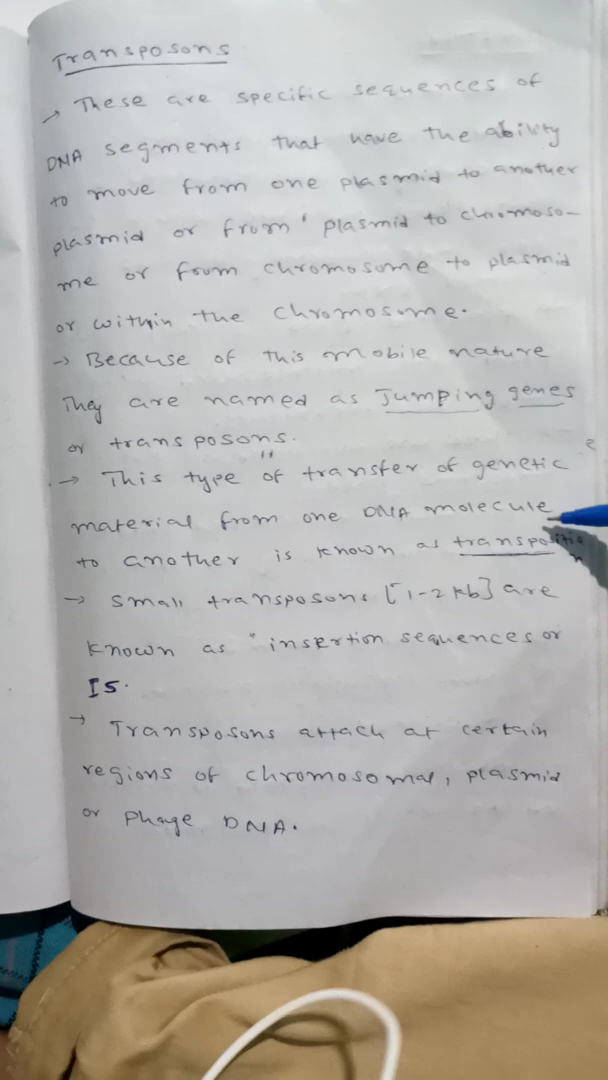 Transposons
→ These are specific sequences of
DNA segments that have the ability
to move from one plasmid to another
plasmid or from plasmid to chromoso-
me or from chromosome to plasmid
or within the chromosome.
→ Because of this mobile nature
They are named as Jumping genes
or transposons.
→ This type of transfer of genetic
material from one DNA molecule
to another is known as transposition
→ small transposons [1-2 kb] are
known as "insertion sequences or
IS.
→ Transposons attach at certain
regions of chromosomal, plasmid
or phage DNA.